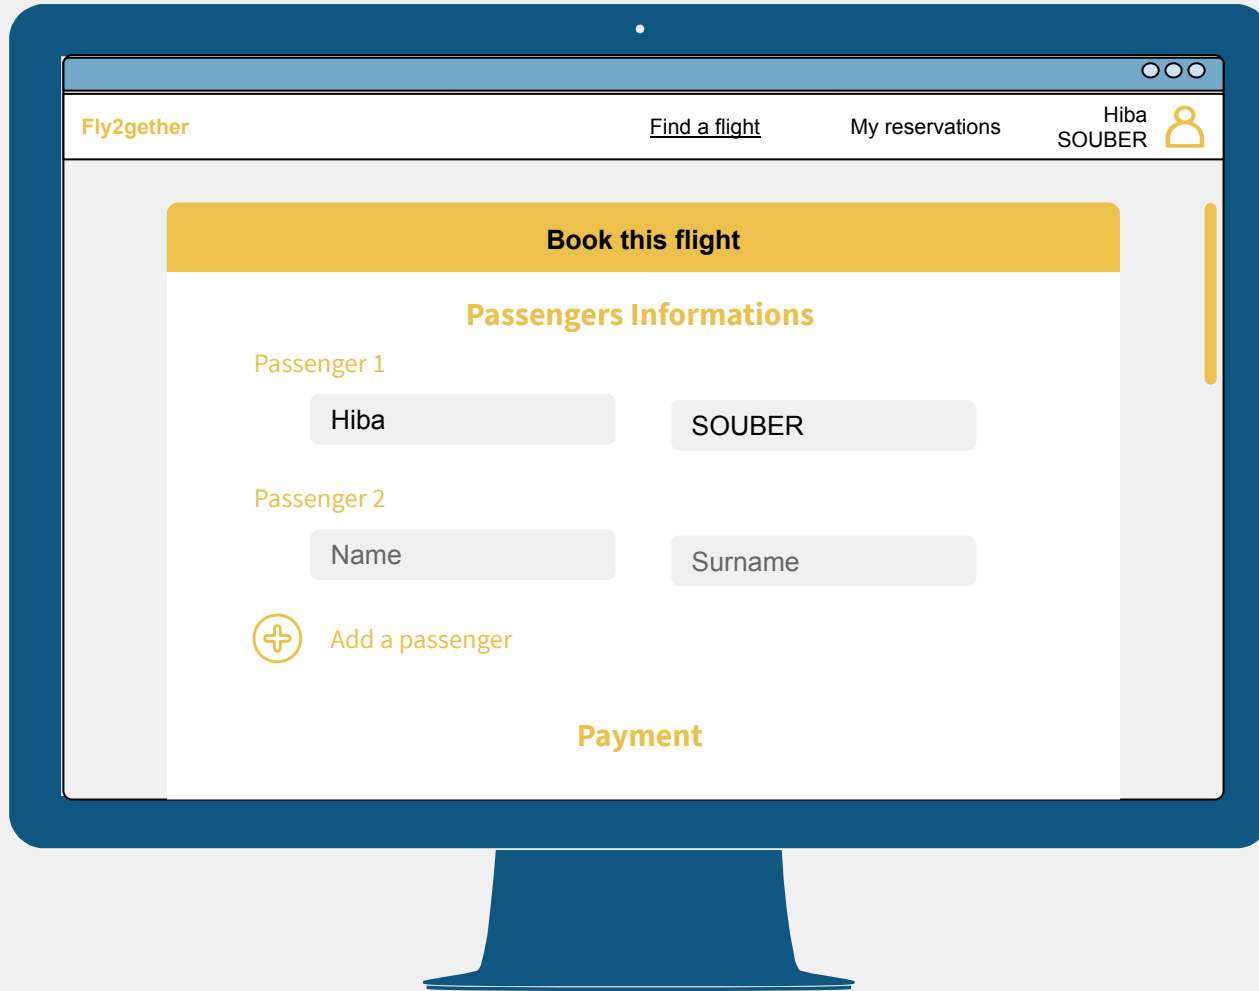 Fly2gether
Find a flight
My reservations
Hiba
SOUBER
Book this flight
Passengers Informations
Passenger 1
Hiba
SOUBER
Passenger 2
Name
Surname
Add a passenger
Payment